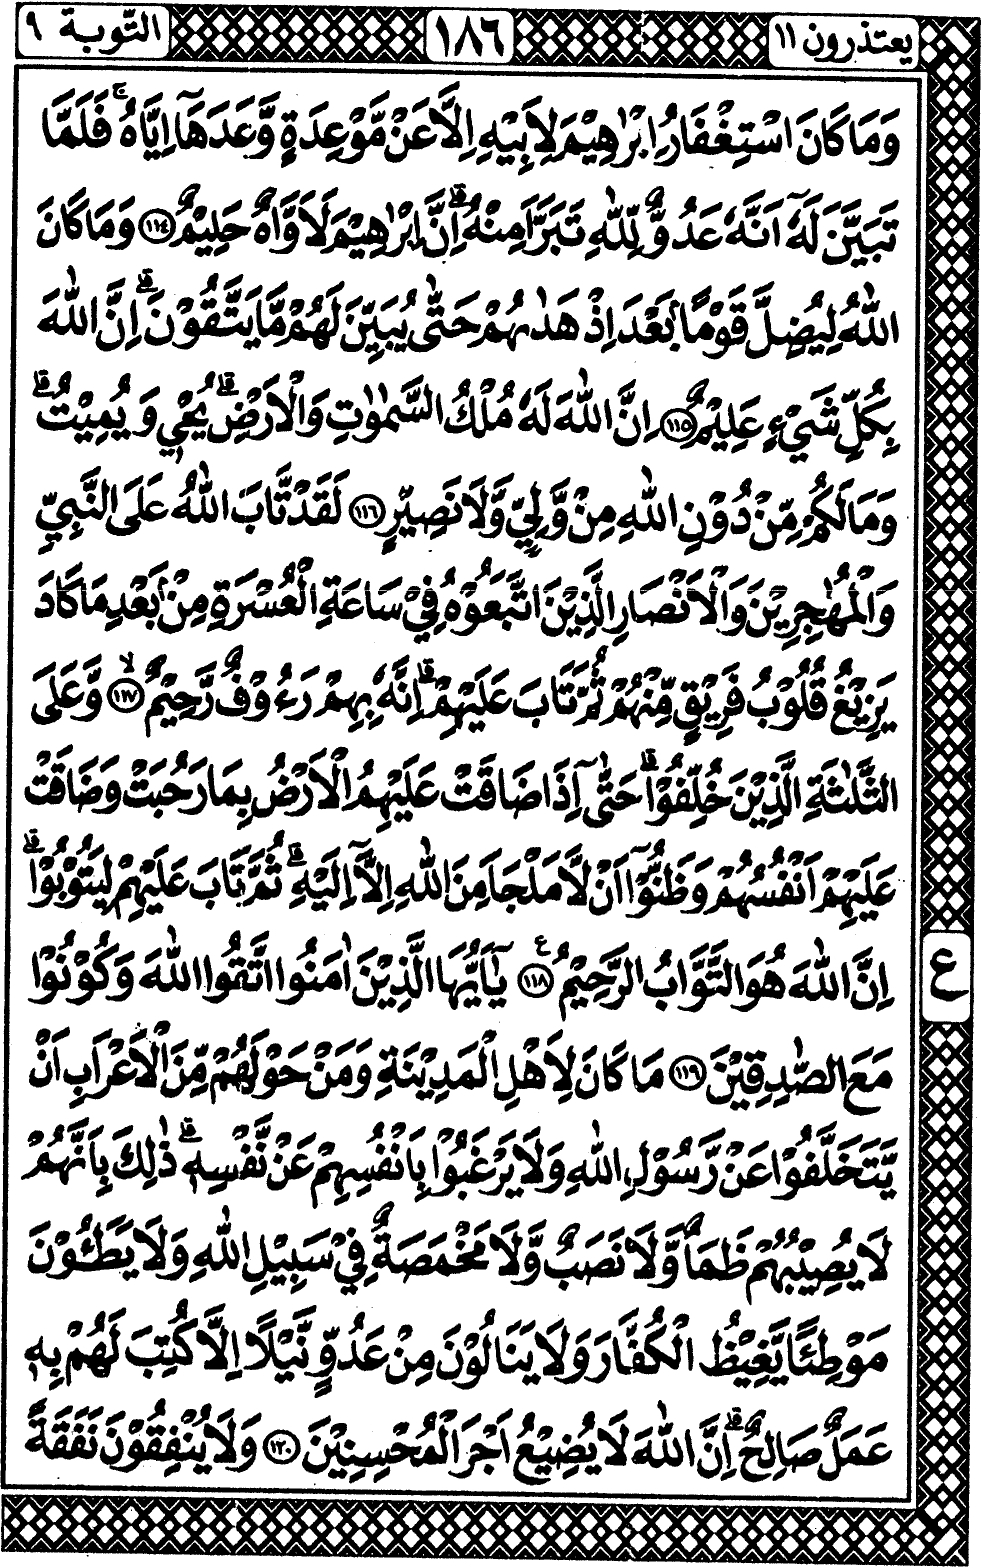 يعتذرون ١١ ١٨٦ التوبة ٩
وَمَا كَانَ اسْتِغْفَارُ اِبْرٰهِيْمَ لِاَبِيْهِ اِلَّا عَنْ مَّوْعِدَةٍ وَّعَدَهَاۤ اِيَّاهُ ۚ فَلَمَّا
تَبَيَّنَ لَهٗۤ اَنَّهٗ عَدُوٌّ لِّلّٰهِ تَبَرَّاَ مِنْهُ ؕ اِنَّ اِبْرٰهِيْمَ لَاَوَّاهٌ حَلِيْمٌ ﴿١١٤﴾ وَمَا كَانَ
اللّٰهُ لِيُضِلَّ قَوْمًۢا بَعْدَ اِذْ هَدٰىهُمْ حَتّٰى يُبَيِّنَ لَهُمْ مَّا يَتَّقُوْنَ ؕ اِنَّ اللّٰهَ
بِكُلِّ شَيْءٍ عَلِيْمٌ ﴿١١٥﴾ اِنَّ اللّٰهَ لَهٗ مُلْكُ السَّمٰوٰتِ وَالْاَرْضِ ؕ يُحْيٖ وَيُمِيْتُ ؕ
وَمَا لَكُمْ مِّنْ دُوْنِ اللّٰهِ مِنْ وَّلِيٍّ وَّلَا نَصِيْرٍ ﴿١١٦﴾ لَقَدْ تَّابَ اللّٰهُ عَلَى النَّبِيِّ
وَالْمُهٰجِرِيْنَ وَالْاَنْصَارِ الَّذِيْنَ اتَّبَعُوْهُ فِيْ سَاعَةِ الْعُسْرَةِ مِنْۢ بَعْدِ مَا كَادَ
يَزِيْغُ قُلُوْبُ فَرِيْقٍ مِّنْهُمْ ثُمَّ تَابَ عَلَيْهِمْ ؕ اِنَّهٗ بِهِمْ رَءُوْفٌ رَّحِيْمٌ ﴿١١٧﴾ ۙ وَّعَلَى
الثَّلٰثَةِ الَّذِيْنَ خُلِّفُوْا ؕ حَتّٰۤى اِذَا ضَاقَتْ عَلَيْهِمُ الْاَرْضُ بِمَا رَحُبَتْ وَضَاقَتْ
عَلَيْهِمْ اَنْفُسُهُمْ وَظَنُّوْۤا اَنْ لَّا مَلْجَاَ مِنَ اللّٰهِ اِلَّاۤ اِلَيْهِ ؕ ثُمَّ تَابَ عَلَيْهِمْ لِيَتُوْبُوْا ؕ
اِنَّ اللّٰهَ هُوَ التَّوَّابُ الرَّحِيْمُ ﴿١١٨﴾ ع يٰۤاَيُّهَا الَّذِيْنَ اٰمَنُوا اتَّقُوا اللّٰهَ وَكُوْنُوْا
ع
مَعَ الصّٰدِقِيْنَ ﴿١١٩﴾ مَا كَانَ لِاَهْلِ الْمَدِيْنَةِ وَمَنْ حَوْلَهُمْ مِّنَ الْاَعْرَابِ اَنْ
يَّتَخَلَّفُوْا عَنْ رَّسُوْلِ اللّٰهِ وَلَا يَرْغَبُوْا بِاَنْفُسِهِمْ عَنْ نَّفْسِهٖ ؕ ذٰلِكَ بِاَنَّهُمْ
لَا يُصِيْبُهُمْ ظَمَاٌ وَّلَا نَصَبٌ وَّلَا مَخْمَصَةٌ فِيْ سَبِيْلِ اللّٰهِ وَلَا يَطَـُٔوْنَ
مَوْطِئًا يَّغِيْظُ الْكُفَّارَ وَلَا يَنَالُوْنَ مِنْ عَدُوٍّ نَّيْلًا اِلَّا كُتِبَ لَهُمْ بِهٖ
عَمَلٌ صَالِحٌ ؕ اِنَّ اللّٰهَ لَا يُضِيْعُ اَجْرَ الْمُحْسِنِيْنَ ﴿١٢٠﴾ وَلَا يُنْفِقُوْنَ نَفَقَةً